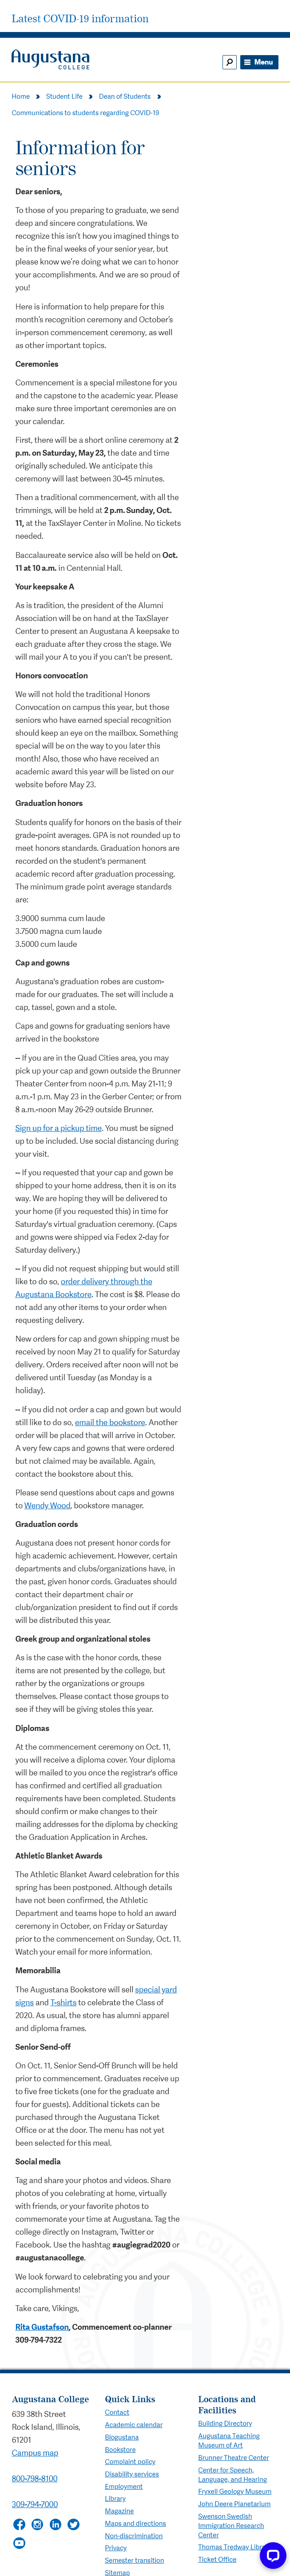 Latest COVID-19 information
Augustana
COLLEGE
Menu
Home
Student Life
Dean of Students
Communications to students regarding COVID-19
Information for
seniors
Dear seniors,
To those of you preparing to graduate, we send
deep and sincere congratulations. We
recognize this isn't how you imagined things to
be in the final weeks of your senior year, but
please know we're doing what we can to honor
your accomplishments. And we are so proud of
you!
Here is information to help prepare for this
month's recognition ceremony and October's
in-person commencement ceremony, as well
as other important topics.
Ceremonies
Commencement is a special milestone for you
and the capstone to the academic year. Please
make sure these important ceremonies are on
your calendar.
First, there will be a short online ceremony at 2
p.m. on Saturday, May 23, the date and time
originally scheduled. We anticipate this
ceremony will last between 30-45 minutes.
Then a traditional commencement, with all the
trimmings, will be held at 2 p.m. Sunday, Oct.
11, at the TaxSlayer Center in Moline. No tickets
needed.
Baccalaureate service also will be held on Oct.
11 at 10 a.m. in Centennial Hall.
Your keepsake A
As is tradition, the president of the Alumni
Association will be on hand at the TaxSlayer
Center to present an Augustana A keepsake to
each graduate after they cross the stage. We
will mail your A to you if you can't be present.
Honors convocation
We will not hold the traditional Honors
Convocation on campus this year, but those
seniors who have earned special recognition
should keep an eye on the mailbox. Something
special will be on the way to you later this
month! Also, those who have received an
academic award this year will be listed on our
website before May 23.
Graduation honors
Students qualify for honors on the basis of their
grade-point averages. GPA is not rounded up to
meet honors standards. Graduation honors are
recorded on the student's permanent
academic record after graduation processing.
The minimum grade point average standards
are:
3.9000 summa cum laude
3.7500 magna cum laude
3.5000 cum laude
Cap and gowns
Augustana's graduation robes are custom-
made for our graduates. The set will include a
cap, tassel, gown and a stole.
Caps and gowns for graduating seniors have
arrived in the bookstore
-- If you are in the Quad Cities area, you may
pick up your cap and gown outside the Brunner
Theater Center from noon-4 p.m. May 21-11; 9
a.m.-1 p.m. May 23 in the Gerber Center; or from
8 a.m.-noon May 26-29 outside Brunner.
Sign up for a pickup time. You must be signed
up to be included. Use social distancing during
your visit.
-- If you requested that your cap and gown be
shipped to your home address, then it is on its
way. We are hoping they will be delivered to
your home (if you requested this) in time for
Saturday's virtual graduation ceremony. (Caps
and gowns were shipped via Fedex 2-day for
Saturday delivery.)
-- If you did not request shipping but would still
like to do so, order delivery through the
Augustana Bookstore. The cost is $8. Please do
not add any other items to your order when
requesting delivery.
New orders for cap and gown shipping must be
received by noon May 21 to qualify for Saturday
delivery. Orders received after noon will not be
delivered until Tuesday (as Monday is a
holiday).
-- If you did not order a cap and gown but would
still like to do so, email the bookstore. Another
order will be placed that will arrive in October.
A very few caps and gowns that were ordered
but not claimed may be available. Again,
contact the bookstore about this.
Please send questions about caps and gowns
to Wendy Wood, bookstore manager.
Graduation cords
Augustana does not present honor cords for
high academic achievement. However, certain
departments and clubs/organizations have, in
the past, given honor cords. Graduates should
contact their department chair or
club/organization president to find out if cords
will be distributed this year.
Greek group and organizational stoles
As is the case with the honor cords, these
items are not presented by the college, but
rather by the organizations or groups
themselves. Please contact those groups to
see if they will be giving stoles this year.
Diplomas
At the commencement ceremony on Oct. 11,
you will receive a diploma cover. Your diploma
will be mailed to you once the registrar's office
has confirmed and certified all graduation
requirements have been completed. Students
should confirm or make changes to their
mailing address for diplomas by checking the
Graduation Application in Arches.
Athletic Blanket Awards
The Athletic Blanket Award celebration for this
spring has been postponed. Although details
have not been confirmed, the Athletic
Department and teams hope to hold an award
ceremony in October, on Friday or Saturday
prior to the commencement on Sunday, Oct. 11.
Watch your email for more information.
Memorabilia
The Augustana Bookstore will sell special yard
signs and T-shirts to celebrate the Class of
2020. As usual, the store has alumni apparel
and diploma frames.
Senior Send-off
On Oct. 11, Senior Send-Off Brunch will be held
prior to commencement. Graduates will be able
to get two free tickets (one for the graduate and
four for guests). In addition, tickets can be
purchased through the Augustana Ticket
Office or at the door. The menu has not yet
been selected for this meal.
Social media
Tag and share your photos and videos. Share
photos of you celebrating at home, virtually
with friends, or your favorite photos to
commemorate your time at Augustana. Tag the
college directly on Instagram, Twitter or
Facebook. Use the hashtag #augiegrad2020 or
#augustanacollege.
We look forward to celebrating you and your
accomplishments!
Take care, Vikings,
Rita Gustafson, Commencement co-planner
309-794-7322
Augustana College
639 38th Street
Rock Island, Illinois,
61201
Campus map
800-798-8100
309-794-7000
Quick Links
Contact
Academic calendar
Blogustana
Bookstore
Complaint policy
Disability services
Employment
Library
Magazine
Maps and directions
Non-discrimination
Privacy
Semester transition
Sitemap
Locations and
Facilities
Building Directory
Augustana Teaching
Museum of Art
Brunner Theatre Center
Center for Speech,
Language, and Hearing
Fryxell Geology Museum
John Deere Planetarium
Swenson Swedish
Immigration Research
Center
Thomas Tredway
Ticket Office